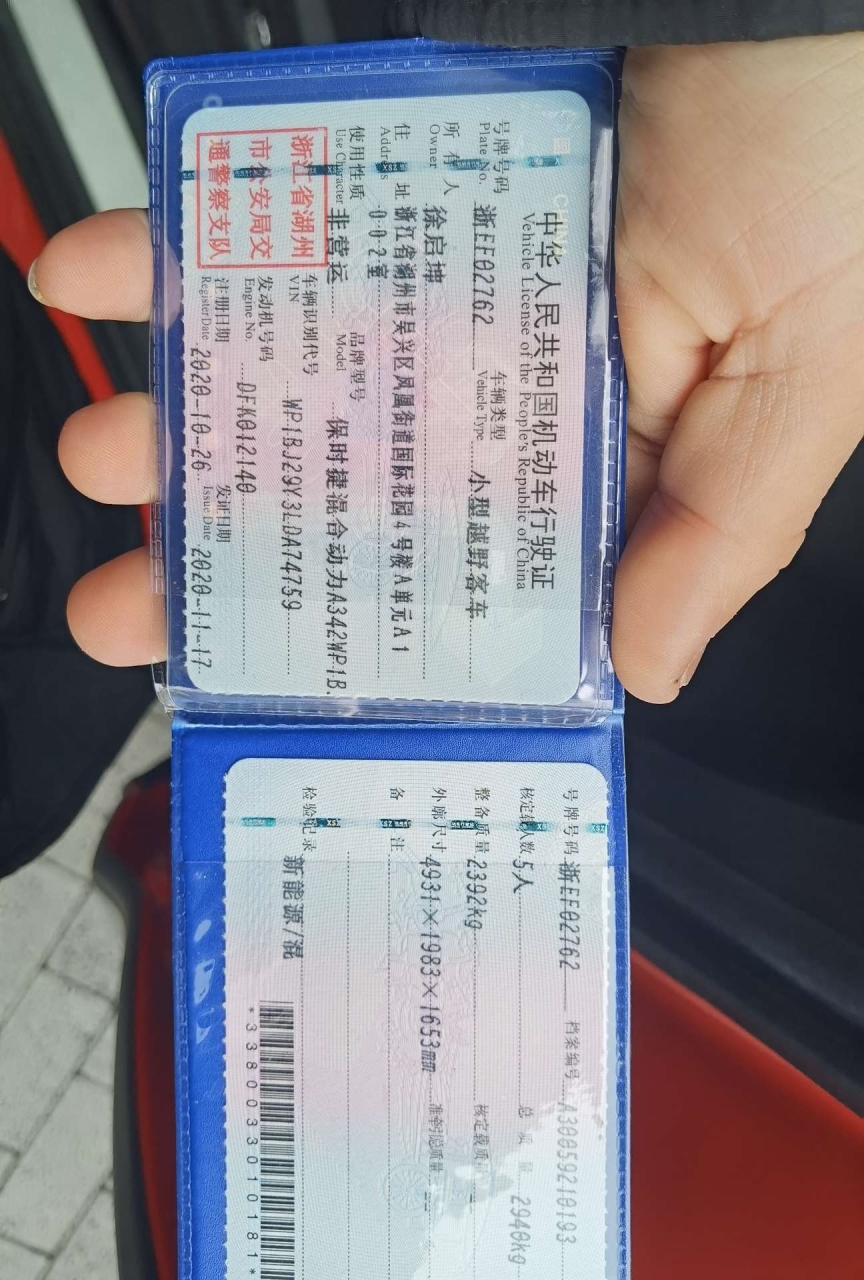 中华人民共和国机动车行驶证
Vehicle License of the People's Republic of China
号牌号码 浙EF02762 车辆类型 小型越野客车
Plate No. Vehicle Type
所有人 徐启坤
Owner
住址 浙江省湖州市吴兴区凤凰街道国际花园4号楼A单元A1
Address 002室
使用性质 非营运 品牌型号 保时捷混合动力A342WP1B.
Use Character Model
浙江省湖州
市公安局交
通警察支队
车辆识别代号 WP1BJ29Y3LDA74759
VIN
发动机号码 DFK012140
Engine No.
注册日期 2020-10-26 发证日期 2020-11-17
Register Date Issue Date
号牌号码 浙EF02762 档案编号 A30059210193
核定载人数 5人 总质量 2940kg
整备质量 2392kg 核定载质量 --
外廓尺寸 4931×1983×1653mm 准牵引总质量 --
备注
检验记录 新能源/混
*3380033010181*